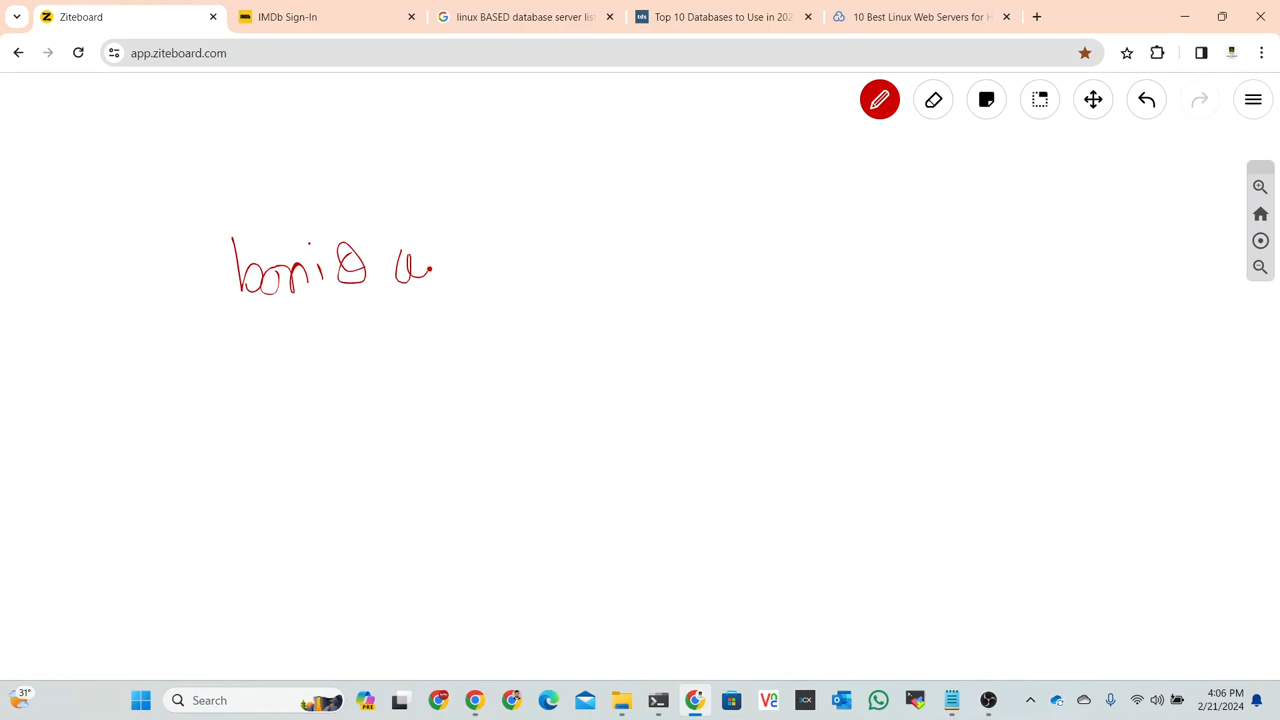 Ziteboard
IMDb Sign-In
linux BASED database server lis
Top 10 Databases to Use in 202
10 Best Linux Web Servers for H
app.ziteboard.com
31°
Search
PRE
4:06 PM
2/21/2024